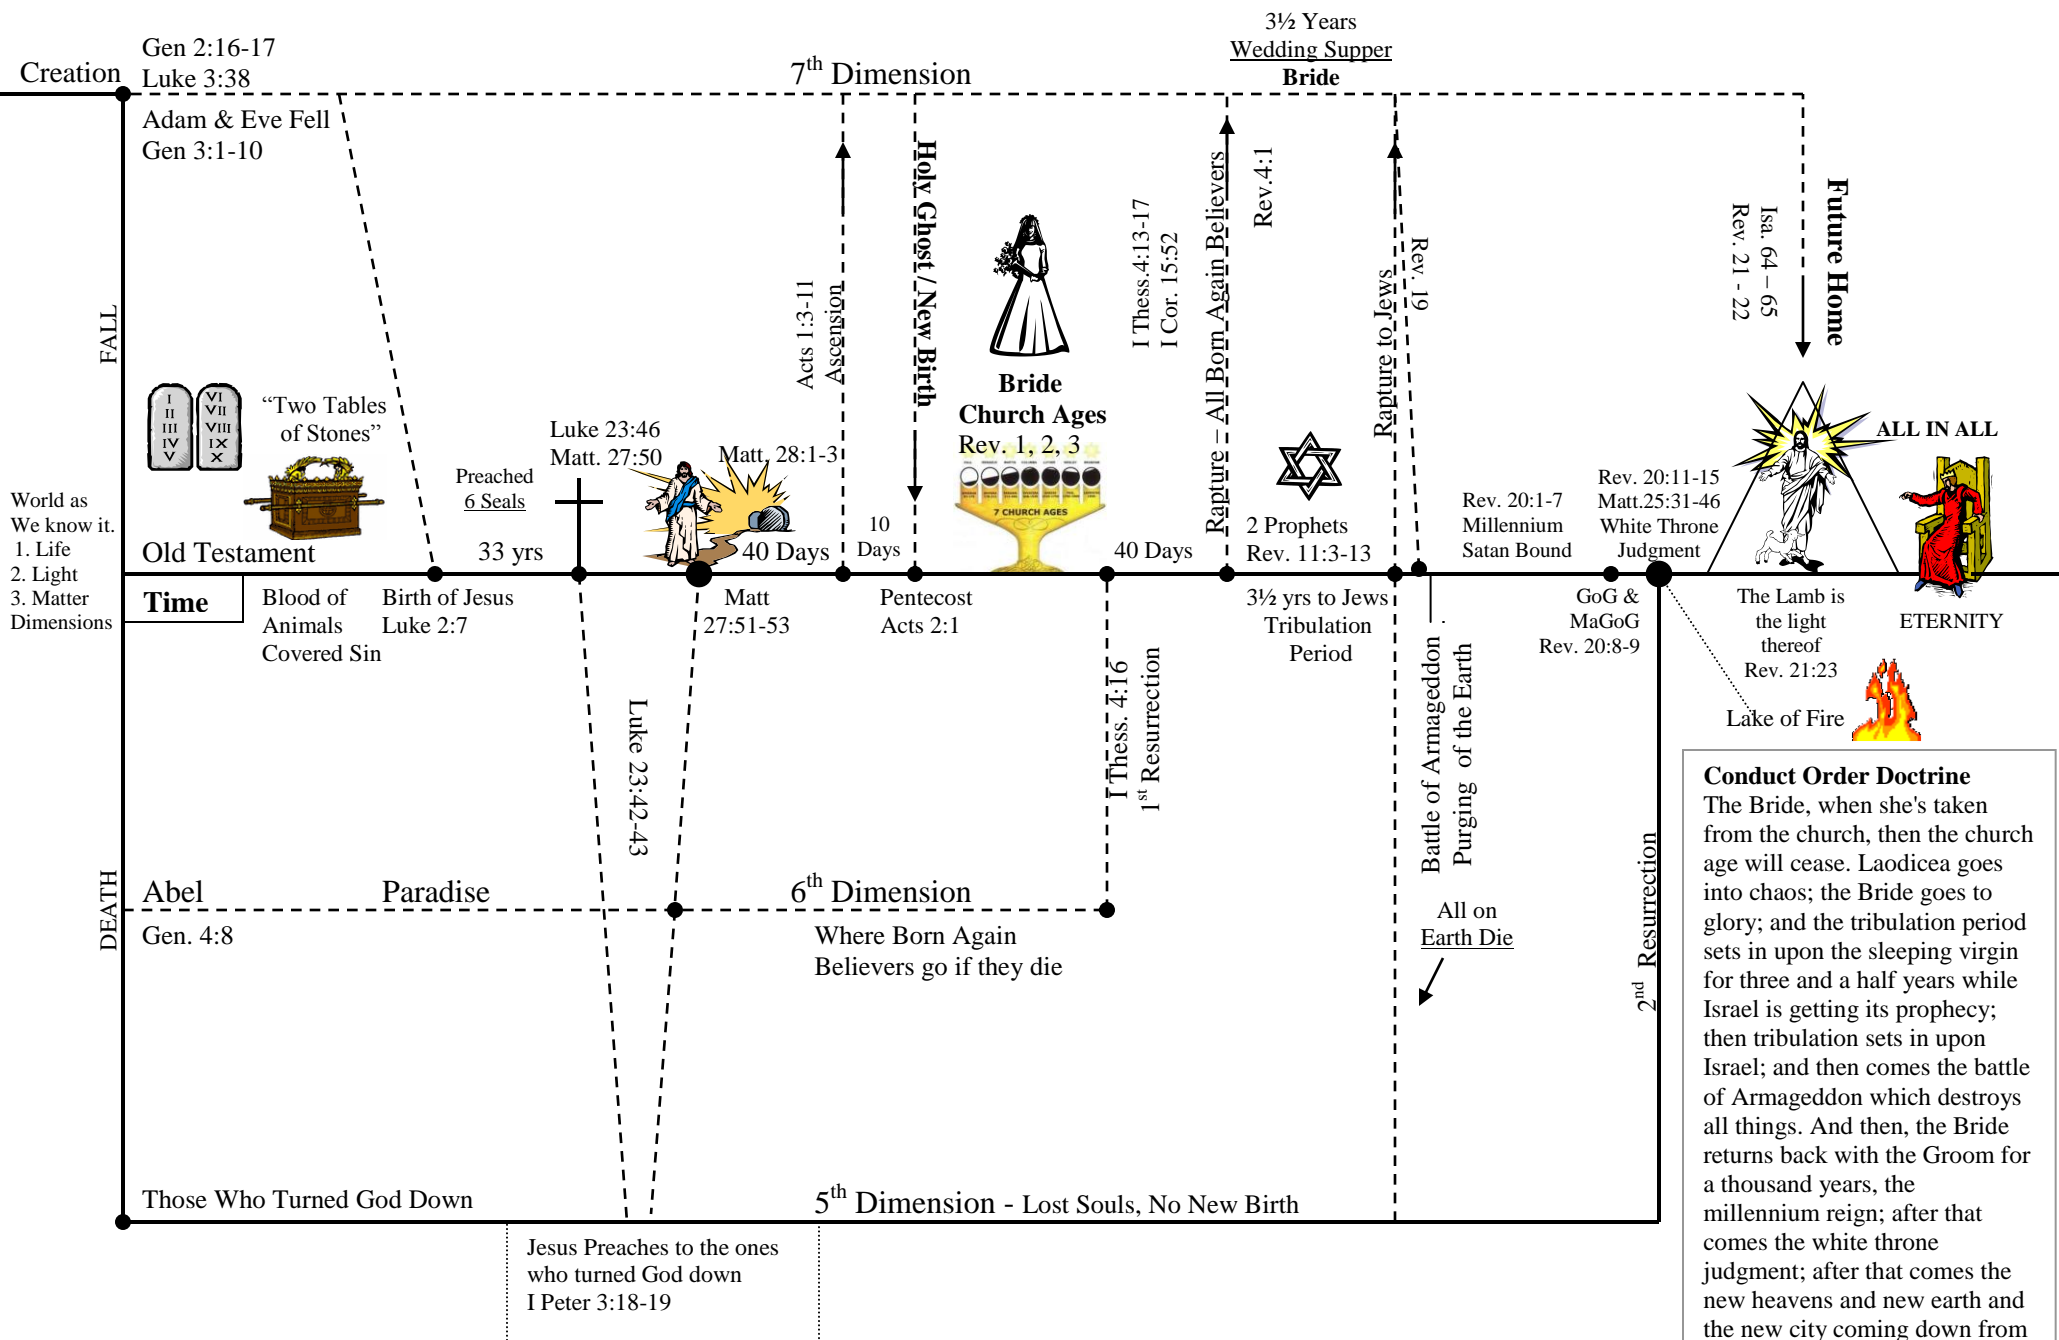 3½ Years
Wedding Supper
Bride
Creation
Gen 2:16-17
Luke 3:38
7th Dimension
Adam & Eve Fell
Gen 3:1-10
FALL
I
II
III
IV
V
VI
VII
VIII
IX
X
“Two Tables
of Stones”
World as
We know it.
1. Life
2. Light
3. Matter
Dimensions
Old Testament
Time
Blood of
Animals
Covered Sin
Birth of Jesus
Luke 2:7
33 yrs
Preached
6 Seals
Luke 23:46
Matt. 27:50
Matt. 28:1-3
40 Days
Matt
27:51-53
Acts 1:3-11
Ascension
10
Days
Holy Ghost / New Birth
Pentecost
Acts 2:1
Bride
Church Ages
Rev. 1, 2, 3
7 CHURCH AGES
40 Days
I Thess.4:13-17
I Cor. 15:52
Rapture – All Born Again Believers
Rev.4:1
2 Prophets
Rev. 11:3-13
3½ yrs to Jews
Tribulation
Period
Rapture to Jews
Rev. 19
Rev. 20:1-7
Millennium
Satan Bound
Rev. 20:11-15
Matt.25:31-46
White Throne
Judgment
GoG &
MaGoG
Rev. 20:8-9
Isa. 64 – 65
Rev. 21 - 22
Future Home
ALL IN ALL
The Lamb is
the light
thereof
Rev. 21:23
ETERNITY
Lake of Fire
Luke 23:42-43
I Thess. 4:16
1st Resurrection
Battle of Armageddon
Purging of the Earth
All on
Earth Die
2nd Resurrection
DEATH
Abel
Paradise
6th Dimension
Gen. 4:8
Where Born Again
Believers go if they die
Those Who Turned God Down
5th Dimension - Lost Souls, No New Birth
Jesus Preaches to the ones
who turned God down
I Peter 3:18-19
Conduct Order Doctrine
The Bride, when she's taken
from the church, then the church
age will cease. Laodicea goes
into chaos; the Bride goes to
glory; and the tribulation period
sets in upon the sleeping virgin
for three and a half years while
Israel is getting its prophecy;
then tribulation sets in upon
Israel; and then comes the battle
of Armageddon which destroys
all things. And then, the Bride
returns back with the Groom for
a thousand years, the
millennium reign; after that
comes the white throne
judgment; after that comes the
new heavens and new earth and
the new city coming down from